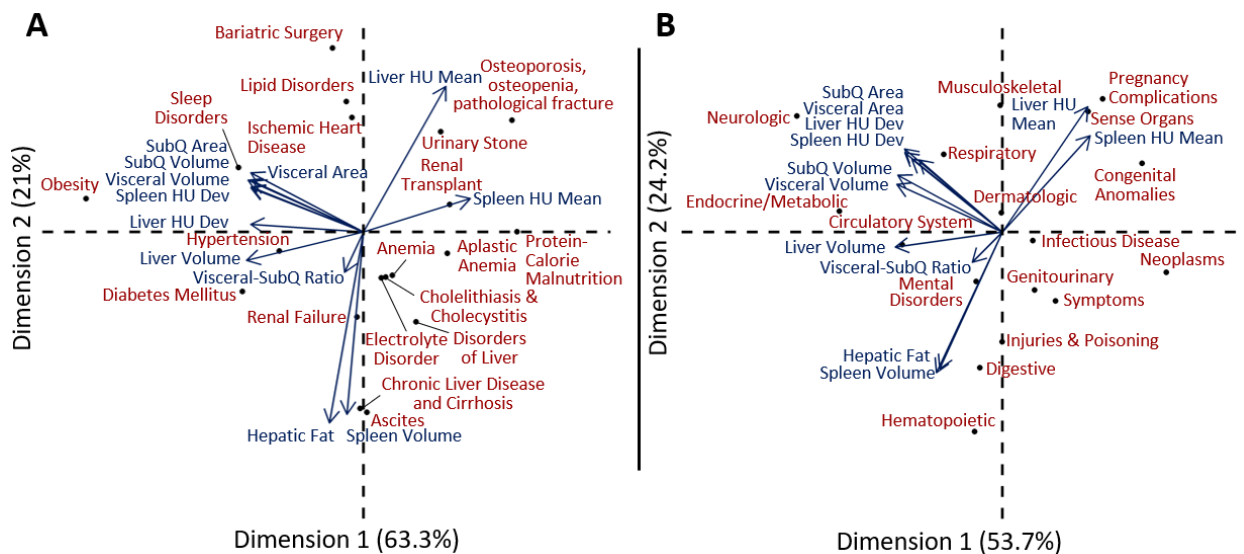 A
Bariatric Surgery
Liver HU Mean
Osteoporosis,
osteopenia,
pathological fracture
Lipid Disorders
Sleep
Disorders
Ischemic Heart
Disease
Urinary Stone
Renal
Transplant
SubQ Area
SubQ Volume
Visceral Volume
Spleen HU Dev
Visceral Area
Obesity
Spleen HU Mean
Liver HU Dev
Hypertension
Liver Volume
Anemia
Aplastic
Anemia
Protein-
Calorie
Malnutrition
Visceral-SubQ Ratio
Diabetes Mellitus
Cholelithiasis &
Cholecystitis
Renal Failure
Electrolyte
Disorder
Disorders
of Liver
Chronic Liver Disease
and Cirrhosis
Ascites
Hepatic Fat
Spleen Volume
Dimension 2 (21%)
Dimension 1 (63.3%)
B
SubQ Area
Visceral Area
Liver HU Dev
Spleen HU Dev
Musculoskeletal
Pregnancy
Complications
Liver HU
Mean
Sense Organs
Neurologic
Spleen HU Mean
Respiratory
SubQ Volume
Visceral Volume
Congenital
Anomalies
Dermatologic
Endocrine/Metabolic
Circulatory System
Liver Volume
Infectious Disease
Neoplasms
Visceral-SubQ Ratio
Mental
Disorders
Genitourinary
Symptoms
Injuries & Poisoning
Hepatic Fat
Spleen Volume
Digestive
Hematopoietic
Dimension 2 (24.2%)
Dimension 1 (53.7%)